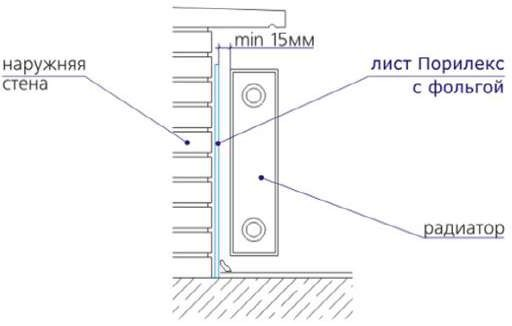 min 15мм
наружняя
стена
лист Порилекс
с фольгой
радиатор